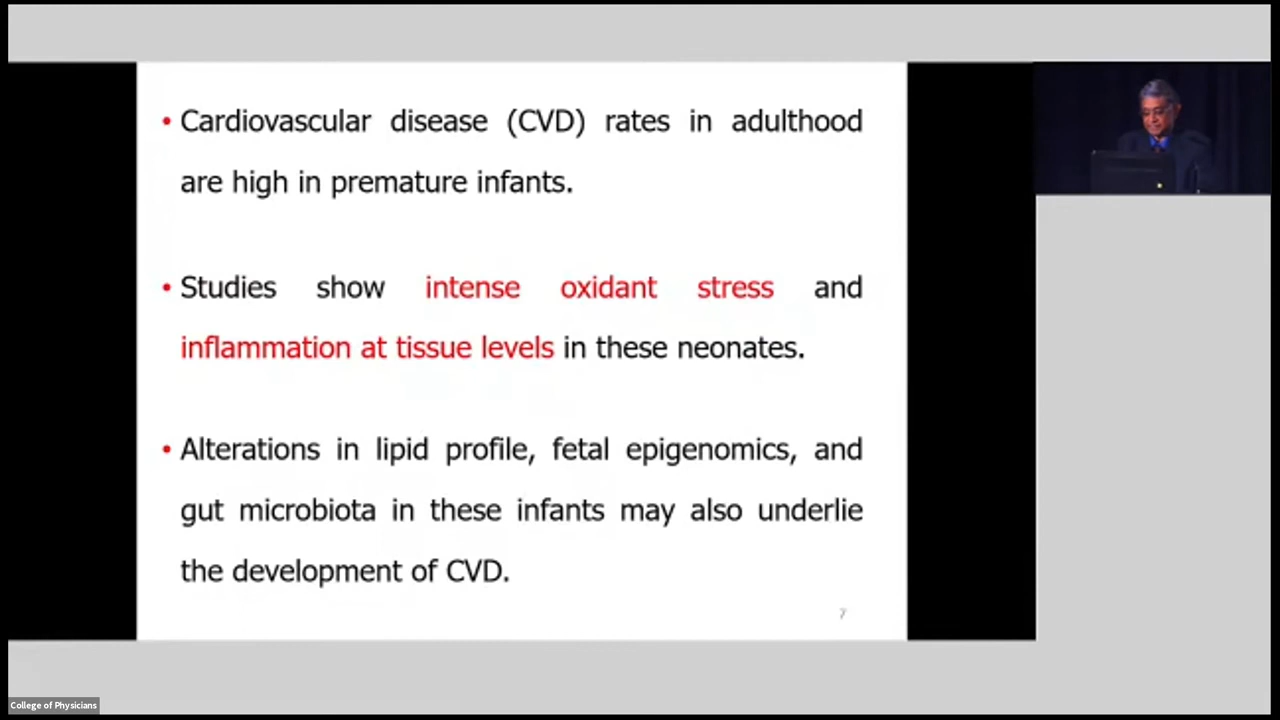 • Cardiovascular disease (CVD) rates in adulthood
are high in premature infants.
• Studies show intense oxidant stress and
inflammation at tissue levels in these neonates.
• Alterations in lipid profile, fetal epigenomics, and
gut microbiota in these infants may also underlie
the development of CVD.
7
College of Physicians